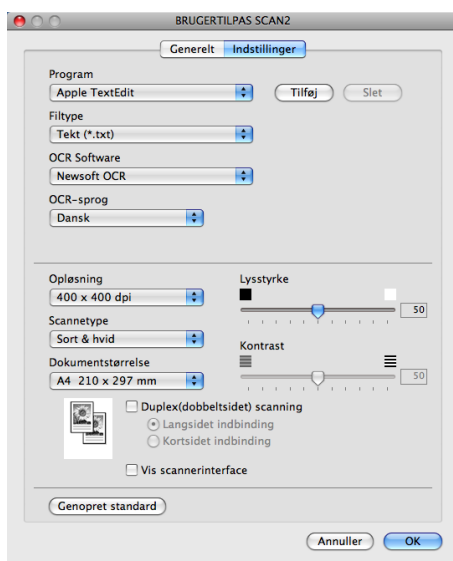 BRUGERTILPAS SCAN2
Generelt Indstillinger
Program
Apple TextEdit Tilføj Slet
Filtype
Tekt (*.txt)
OCR Software
Newsoft OCR
OCR-sprog
Dansk
Opløsning
400 x 400 dpi
Scannetype
Sort & hvid
Dokumentstørrelse
A4 210 x 297 mm
Lysstyrke
50
Kontrast
50
Duplex(dobbeltsidet) scanning
Langsidet indbinding
Kortsidet indbinding
Vis scannerinterface
Genopret standard
Annuller OK